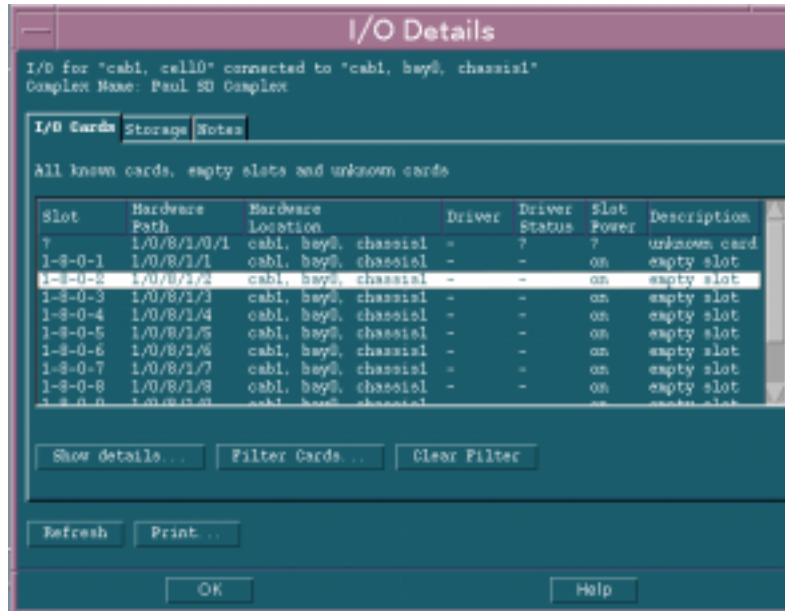 I/O Details
I/O for "cab1, cell0" connected to "cab1, bay0, chassis1"
Complex Name: Paul SD Complex
I/O Cards Storage Notes
All known cards, empty slots and unknown cards
Slot Hardware Path Hardware Location Driver Driver Status Slot Power Description
? 1/0/8/1/0/1 cab1, bay0, chassis1 - ? ? unknown card
1-8-0-1 1/0/8/1/1 cab1, bay0, chassis1 - - on empty slot
1-8-0-2 1/0/8/1/2 cab1, bay0, chassis1 - - on empty slot
1-8-0-3 1/0/8/1/3 cab1, bay0, chassis1 - - on empty slot
1-8-0-4 1/0/8/1/4 cab1, bay0, chassis1 - - on empty slot
1-8-0-5 1/0/8/1/5 cab1, bay0, chassis1 - - on empty slot
1-8-0-6 1/0/8/1/6 cab1, bay0, chassis1 - - on empty slot
1-8-0-7 1/0/8/1/7 cab1, bay0, chassis1 - - on empty slot
1-8-0-8 1/0/8/1/8 cab1, bay0, chassis1 - - on empty slot
cab1, bay0, chassis1 on empty slot
Show details... Filter Cards... Clear Filter
Refresh Print...
OK Help